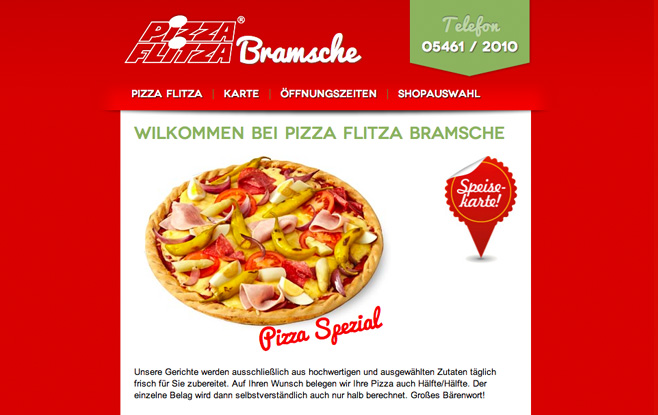 PIZZA
FLITZA®
Bramsche
Telefon
05461 / 2010
PIZZA FLITZA | KARTE | ÖFFNUNGSZEITEN | SHOPAUSWAHL
WILKOMMEN BEI PIZZA FLITZA BRAMSCHE
Speise-
karte!
Pizza Spezial
Unsere Gerichte werden ausschließlich aus hochwertigen und ausgewählten Zutaten täglich
frisch für Sie zubereitet. Auf Ihren Wunsch belegen wir Ihre Pizza auch Hälfte/Hälfte. Der
einzelne Belag wird dann selbstverständlich auch nur halb berechnet. Großes Bärenwort!